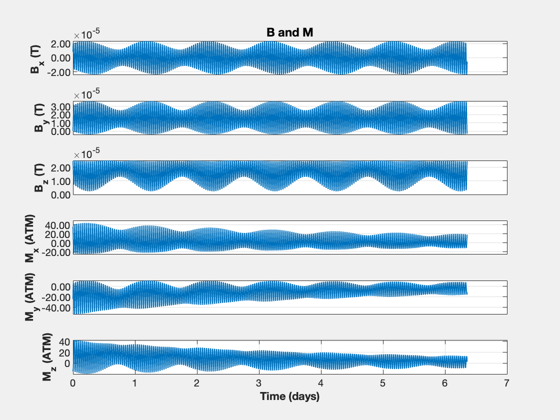 B and M
×10⁻⁵
2.00
0.00
-2.00
B_x (T)
×10⁻⁵
3.00
2.00
1.00
0.00
B_y (T)
×10⁻⁵
2.00
1.00
0.00
B_z (T)
40.00
20.00
0.00
-20.00
M_x (ATM)
0.00
-20.00
-40.00
M_y (ATM)
40
20
0
M_z (ATM)
0 1 2 3 4 5 6 7
Time (days)